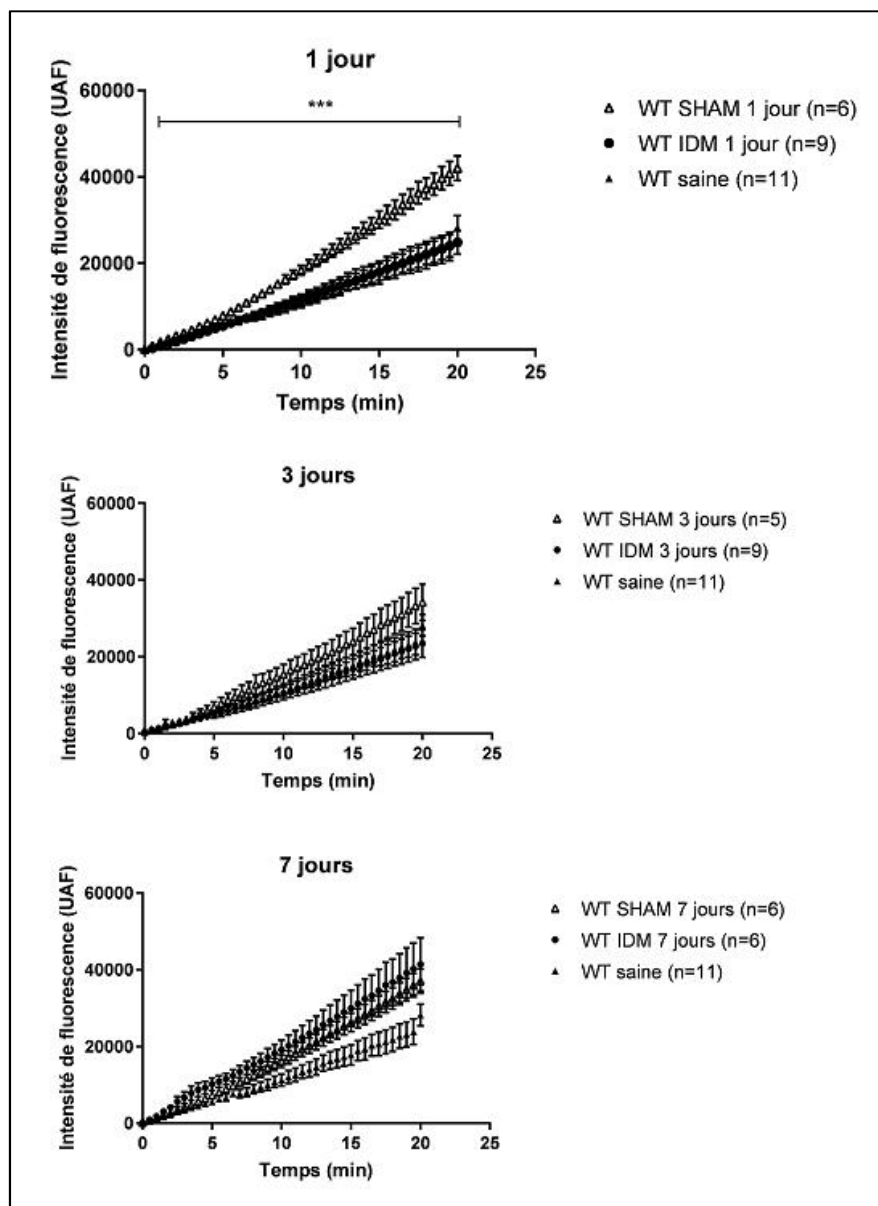 1 jour
60000
40000
20000
0
Intensité de fluorescence (UAF)
***
0 5 10 15 20 25
Temps (min)
WT SHAM 1 jour (n=6)
WT IDM 1 jour (n=9)
WT saine (n=11)
3 jours
60000
40000
20000
0
Intensité de fluorescence (UAF)
0 5 10 15 20 25
Temps (min)
WT SHAM 3 jours (n=5)
WT IDM 3 jours (n=9)
WT saine (n=11)
7 jours
60000
40000
20000
0
Intensité de fluorescence (UAF)
0 5 10 15 20 25
Temps (min)
WT SHAM 7 jours (n=6)
WT IDM 7 jours (n=6)
WT saine (n=11)